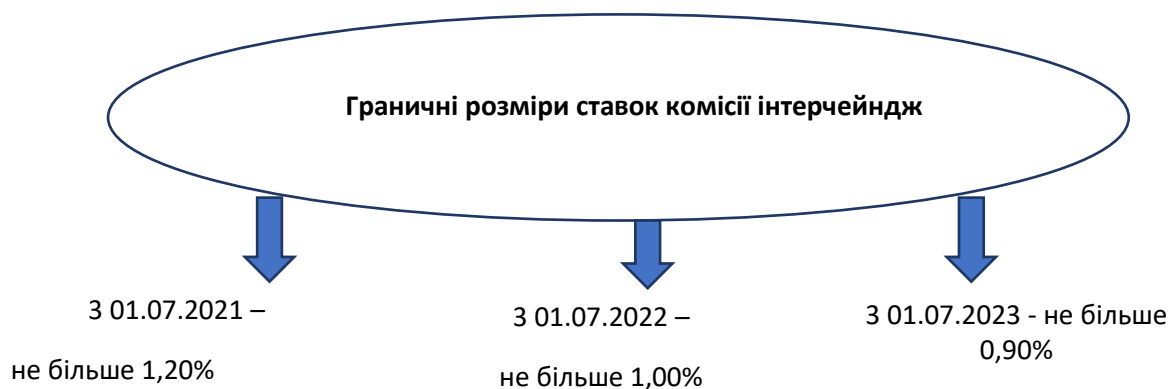 Граничні розміри ставок комісії інтерчейндж
З 01.07.2021 –
не більше 1,20%
З 01.07.2022 –
не більше 1,00%
З 01.07.2023 - не більше
0,90%